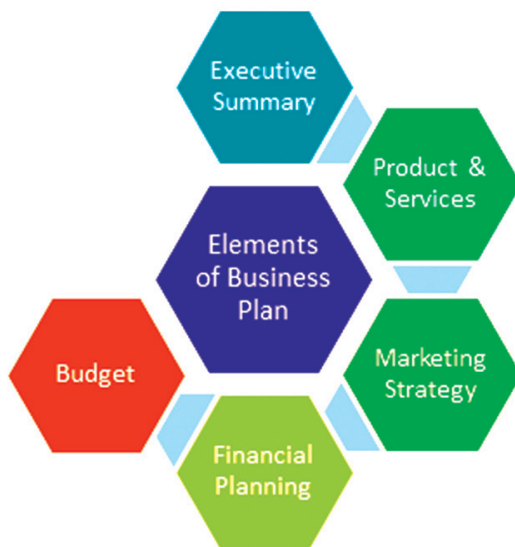 Executive
Summary
Product &
Services
Elements
of Business
Plan
Marketing
Strategy
Budget
Financial
Planning